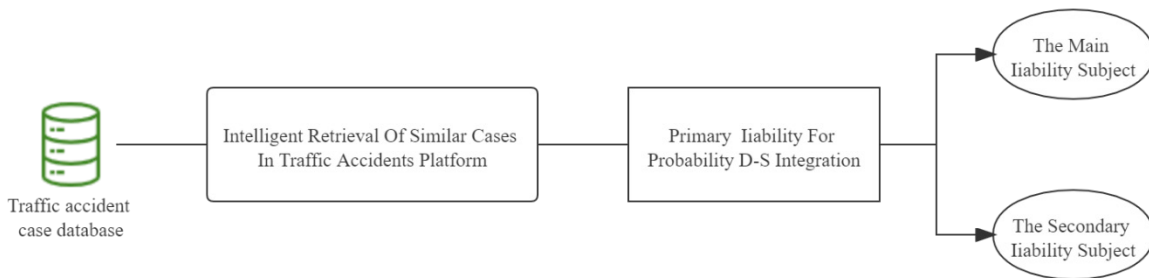 Traffic accident
case database
Intelligent Retrieval Of Similar Cases
In Traffic Accidents Platform
Primary Iiability For
Probability D-S Integration
The Main
Iiability Subject
The Secondary
Iiability Subject